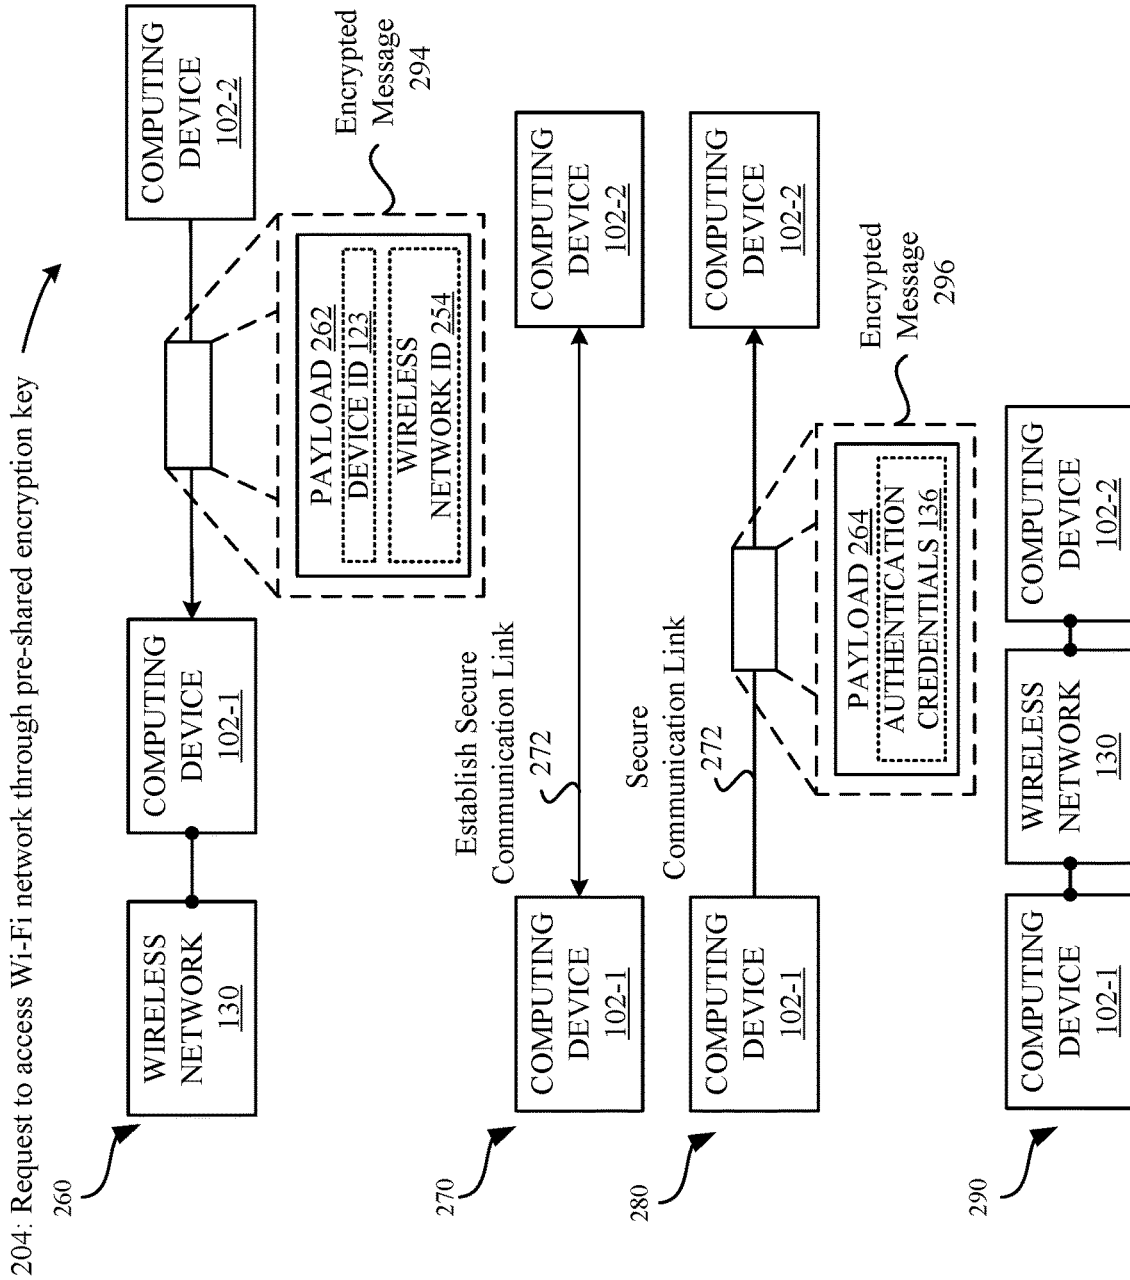 204: Request to access Wi-Fi network through pre-shared encryption key
260
WIRELESS
NETWORK
130
COMPUTING
DEVICE
102-1
COMPUTING
DEVICE
102-2
PAYLOAD 262
DEVICE ID 123
WIRELESS
NETWORK ID 254
Encrypted
Message
294
270
COMPUTING
DEVICE
102-1
Establish Secure
Communication Link
272
COMPUTING
DEVICE
102-2
280
COMPUTING
DEVICE
102-1
Secure
Communication Link
272
COMPUTING
DEVICE
102-2
PAYLOAD 264
AUTHENTICATION
CREDENTIALS 136
Encrypted
Message
296
290
COMPUTING
DEVICE
102-1
WIRELESS
NETWORK
130
COMPUTING
DEVICE
102-2